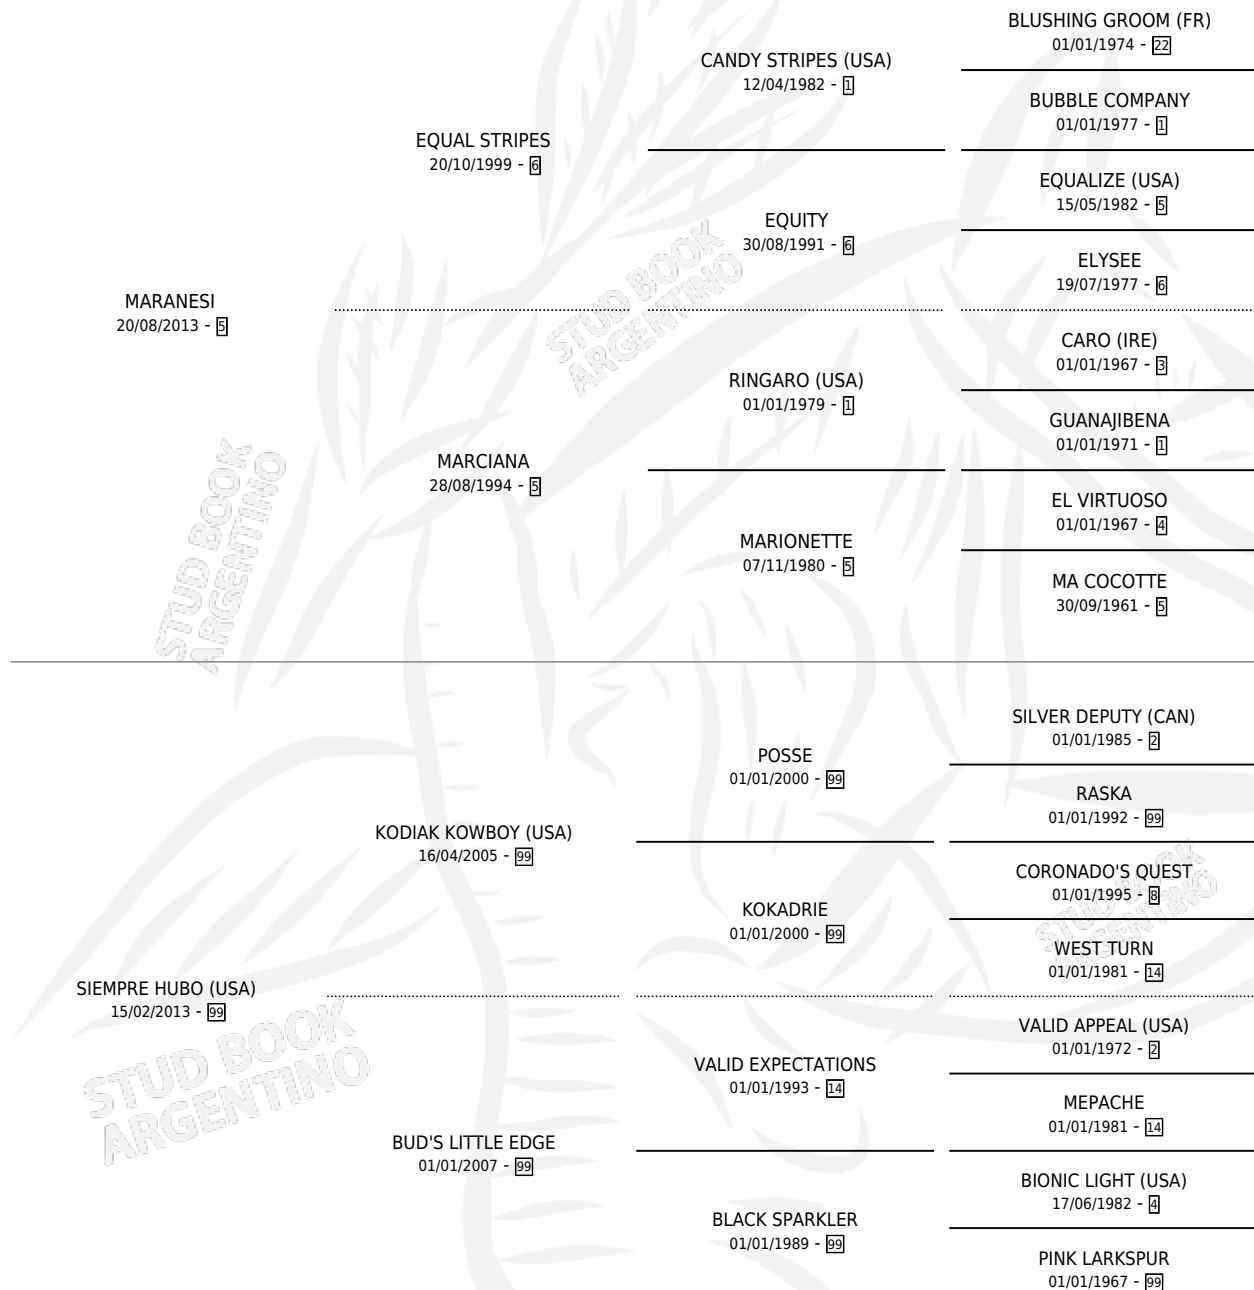 BLUSHING GROOM (FR)
01/01/1974 - 22
CANDY STRIPES (USA)
12/04/1982 - 1
BUBBLE COMPANY
01/01/1977 - 1
EQUAL STRIPES
20/10/1999 - 6
EQUALIZE (USA)
15/05/1982 - 5
EQUITY
30/08/1991 - 6
ELYSEE
19/07/1977 - 6
STUD BOOK
ARGENTINO
MARANESI
20/08/2013 - 5
CARO (IRE)
01/01/1967 - 3
RINGARO (USA)
01/01/1979 - 1
GUANAJIBENA
01/01/1971 - 1
MARCIANA
28/08/1994 - 5
EL VIRTUOSO
01/01/1967 - 4
MARIONETTE
07/11/1980 - 5
MA COCOTTE
30/09/1961 - 5
STUD BOOK
ARGENTINO
SILVER DEPUTY (CAN)
01/01/1985 - 2
POSSE
01/01/2000 - 99
RASKA
01/01/1992 - 99
KODIAK KOWBOY (USA)
16/04/2005 - 99
CORONADO'S QUEST
01/01/1995 - 8
KOKADRIE
01/01/2000 - 99
STUD BOOK
ARGENTINO
WEST TURN
01/01/1981 - 14
SIEMPRE HUBO (USA)
15/02/2013 - 99
VALID APPEAL (USA)
01/01/1972 - 2
STUD BOOK
ARGENTINO
VALID EXPECTATIONS
01/01/1993 - 14
MEPACHE
01/01/1981 - 14
BUD'S LITTLE EDGE
01/01/2007 - 99
BIONIC LIGHT (USA)
17/06/1982 - 4
BLACK SPARKLER
01/01/1989 - 99
PINK LARKSPUR
01/01/1967 - 99